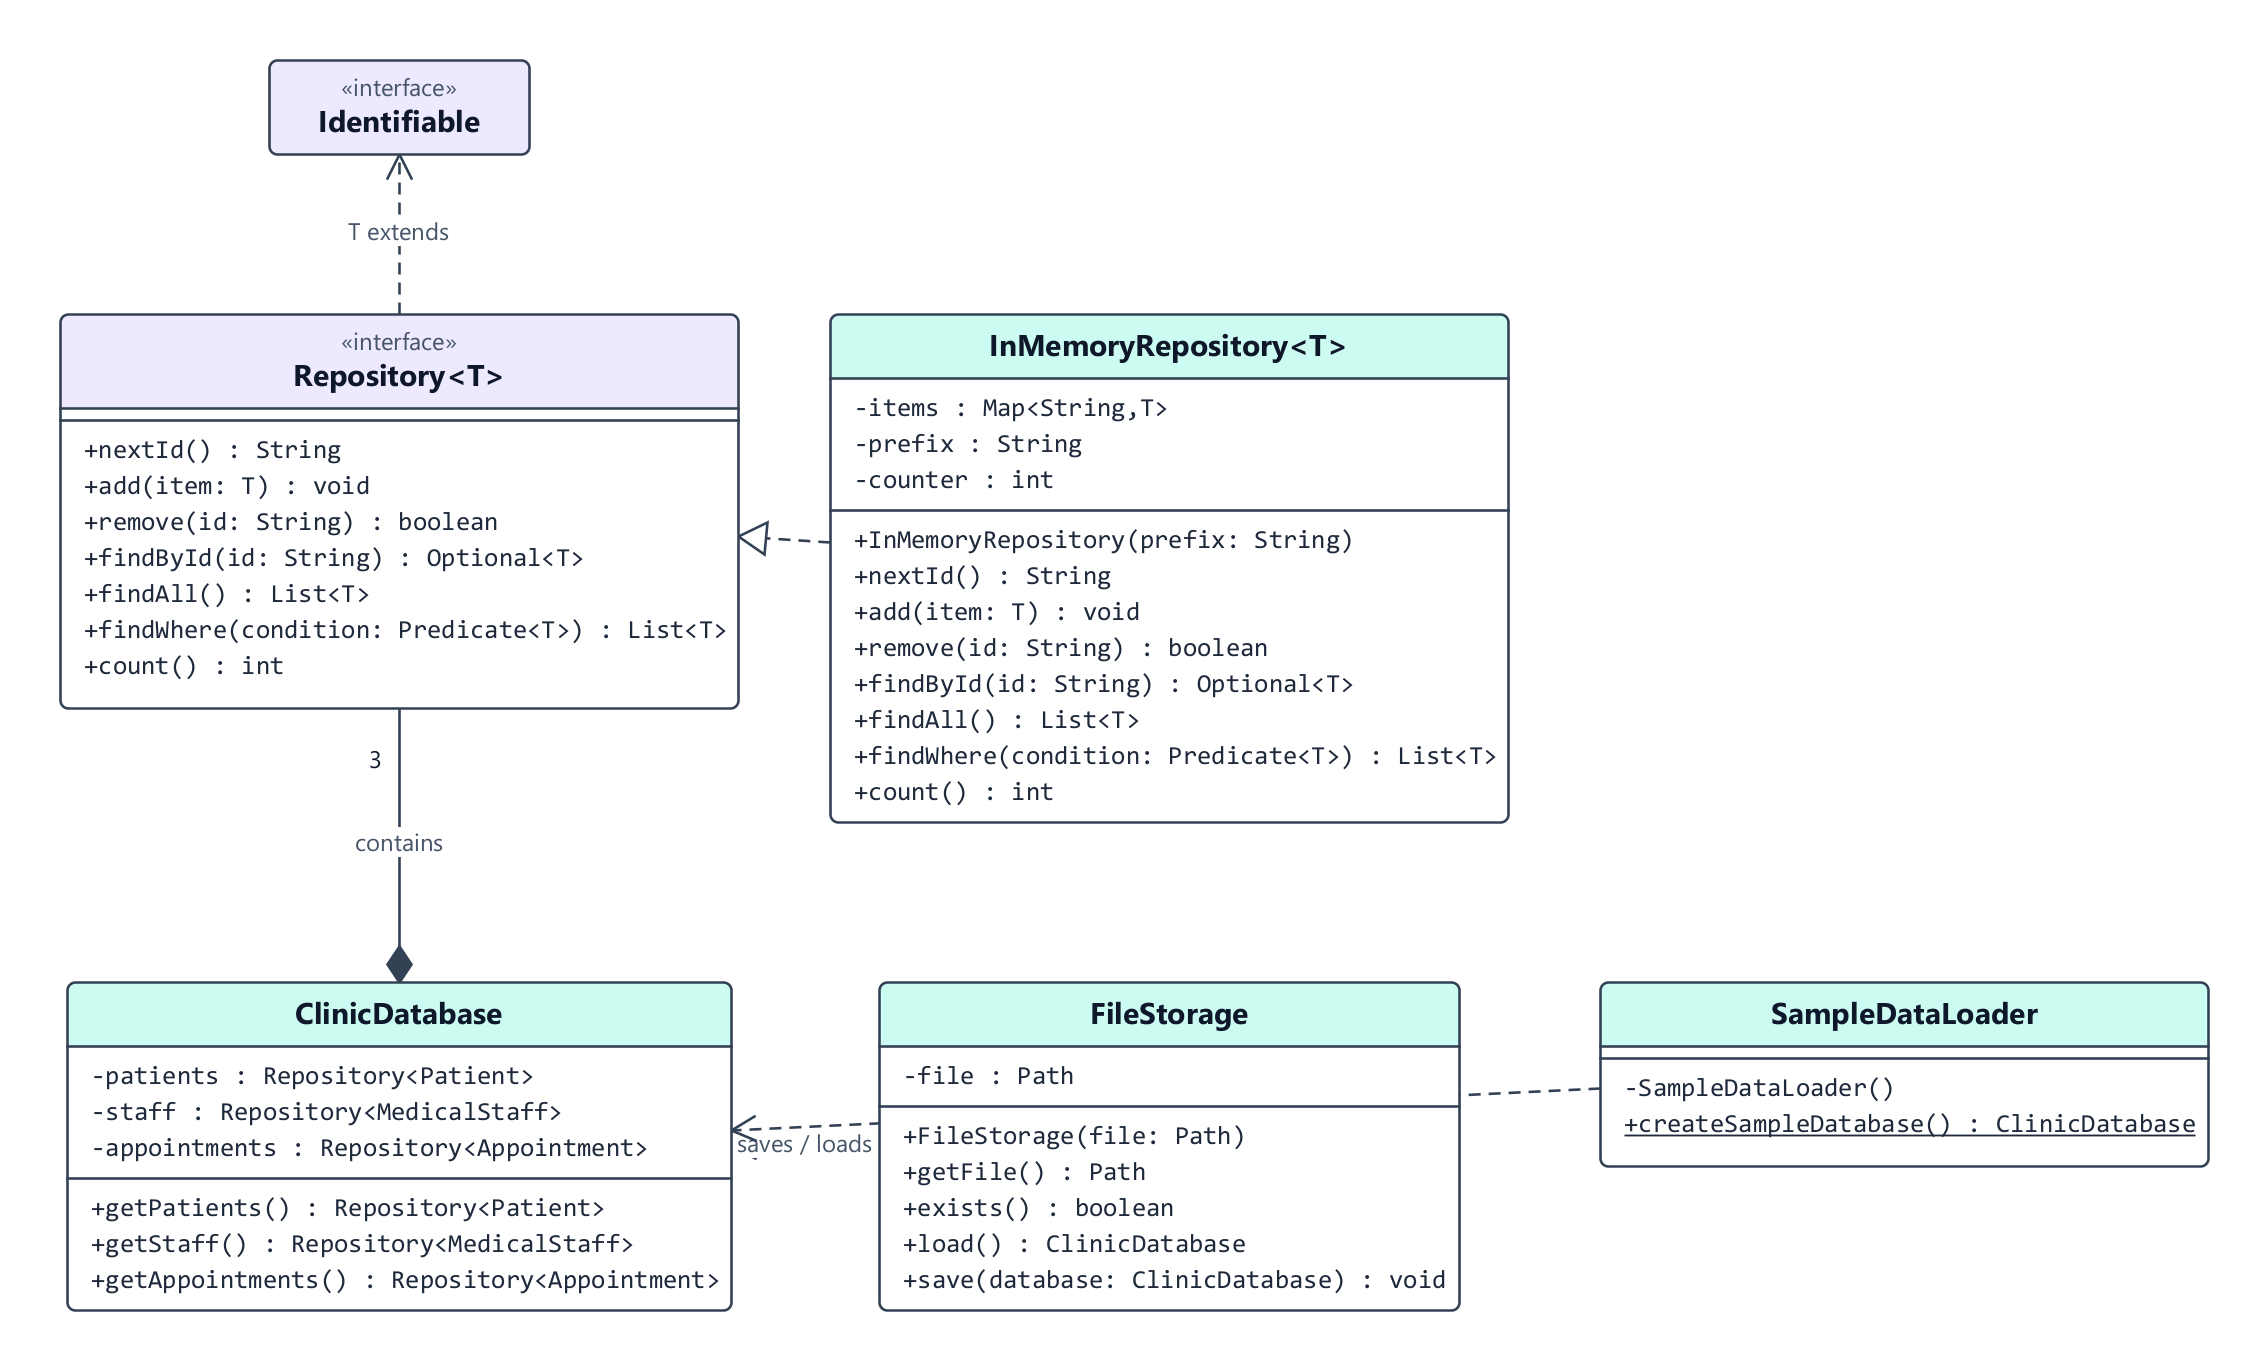 «interface»
Identifiable
T extends
«interface»
Repository<T>
+nextId() : String
+add(item: T) : void
+remove(id: String) : boolean
+findById(id: String) : Optional<T>
+findAll() : List<T>
+findWhere(condition: Predicate<T>) : List<T>
+count() : int
InMemoryRepository<T>
-items : Map<String,T>
-prefix : String
-counter : int
+InMemoryRepository(prefix: String)
+nextId() : String
+add(item: T) : void
+remove(id: String) : boolean
+findById(id: String) : Optional<T>
+findAll() : List<T>
+findWhere(condition: Predicate<T>) : List<T>
+count() : int
3
contains
ClinicDatabase
-patients : Repository<Patient>
-staff : Repository<MedicalStaff>
-appointments : Repository<Appointment>
+getPatients() : Repository<Patient>
+getStaff() : Repository<MedicalStaff>
+getAppointments() : Repository<Appointment>
saves / loads
FileStorage
-file : Path
+FileStorage(file: Path)
+getFile() : Path
+exists() : boolean
+load() : ClinicDatabase
+save(database: ClinicDatabase) : void
SampleDataLoader
-SampleDataLoader()
+createSampleDatabase() : ClinicDatabase